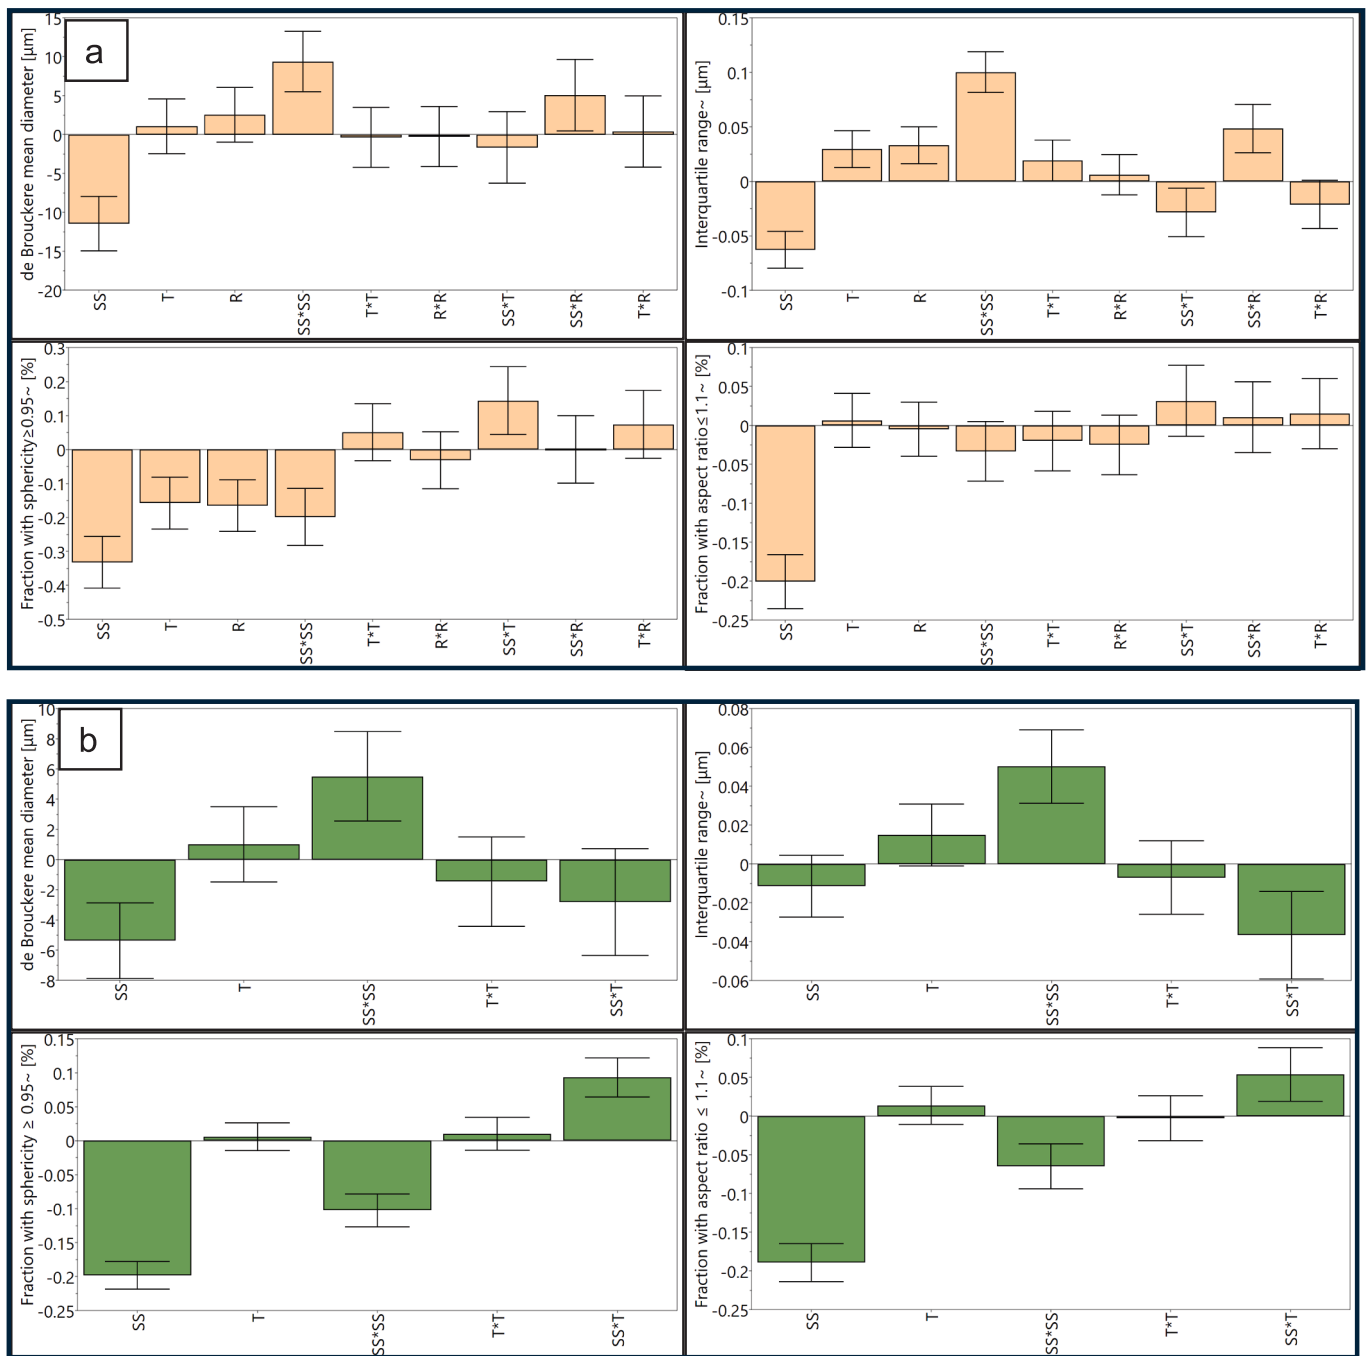 a
de Brouckere mean diameter [µm]
15
10
5
0
-5
-10
-15
-20
SS
T
R
SS*SS
T*T
R*R
SS*T
SS*R
T*R
Interquartile range~ [µm]
0.15
0.1
0.05
0
-0.05
-0.1
SS
T
R
SS*SS
T*T
R*R
SS*T
SS*R
T*R
Fraction with sphericity≥0.95~ [%]
0.3
0.2
0.1
0
-0.1
-0.2
-0.3
-0.4
-0.5
SS
T
R
SS*SS
T*T
R*R
SS*T
SS*R
T*R
Fraction with aspect ratio≤1.1~ [%]
0.1
0.05
0
-0.05
-0.1
-0.15
-0.2
-0.25
SS
T
R
SS*SS
T*T
R*R
SS*T
SS*R
T*R
b
de Brouckere mean diameter [µm]
10
8
6
4
2
0
-2
-4
-6
-8
SS
T
SS*SS
T*T
SS*T
Interquartile range~ [µm]
0.08
0.06
0.04
0.02
0
-0.02
-0.04
-0.06
SS
T
SS*SS
T*T
SS*T
Fraction with sphericity ≥ 0.95~ [%]
0.15
0.1
0.05
0
-0.05
-0.1
-0.15
-0.2
-0.25
SS
T
SS*SS
T*T
SS*T
Fraction with aspect ratio ≤ 1.1~ [%]
0.1
0.05
0
-0.05
-0.1
-0.15
-0.2
-0.25
SS
T
SS*SS
T*T
SS*T